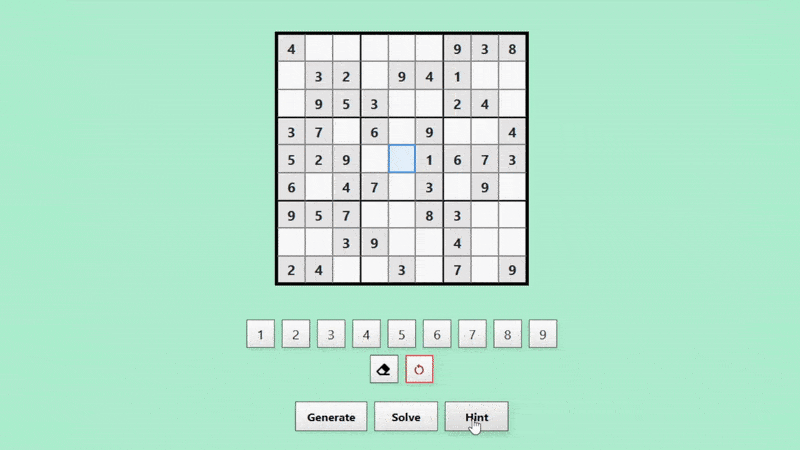 4 9 3 8
3 2 9 4 1
9 5 3 2 4
3 7 6 9 4
5 2 9 1 6 7 3
6 4 7 3 9
9 5 7 8 3
3 9 4
2 4 3 7 9
1 2 3 4 5 6 7 8 9
Generate Solve Hint